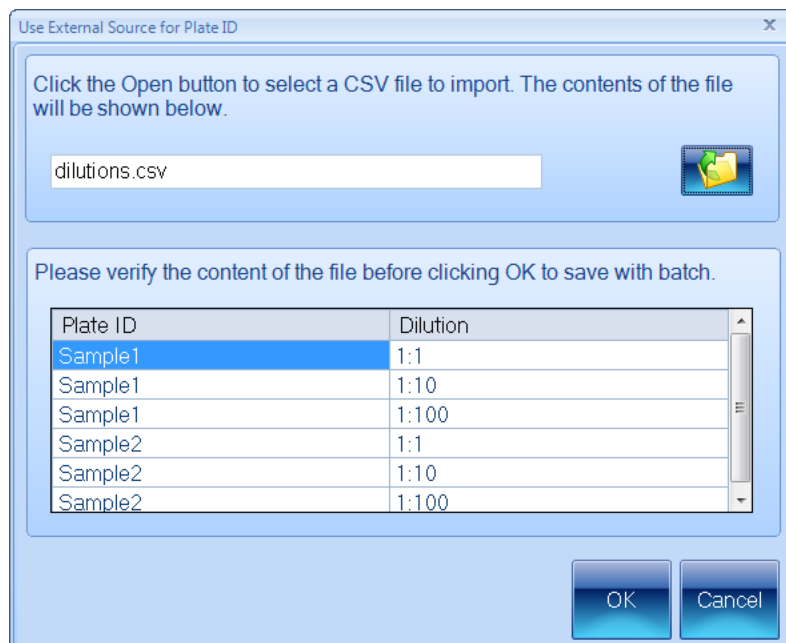 Use External Source for Plate ID
Click the Open button to select a CSV file to import. The contents of the file
will be shown below.
dilutions.csv
Please verify the content of the file before clicking OK to save with batch.
Plate ID Dilution
Sample1 1:1
Sample1 1:10
Sample1 1:100
Sample2 1:1
Sample2 1:10
Sample2 1:100
OK Cancel